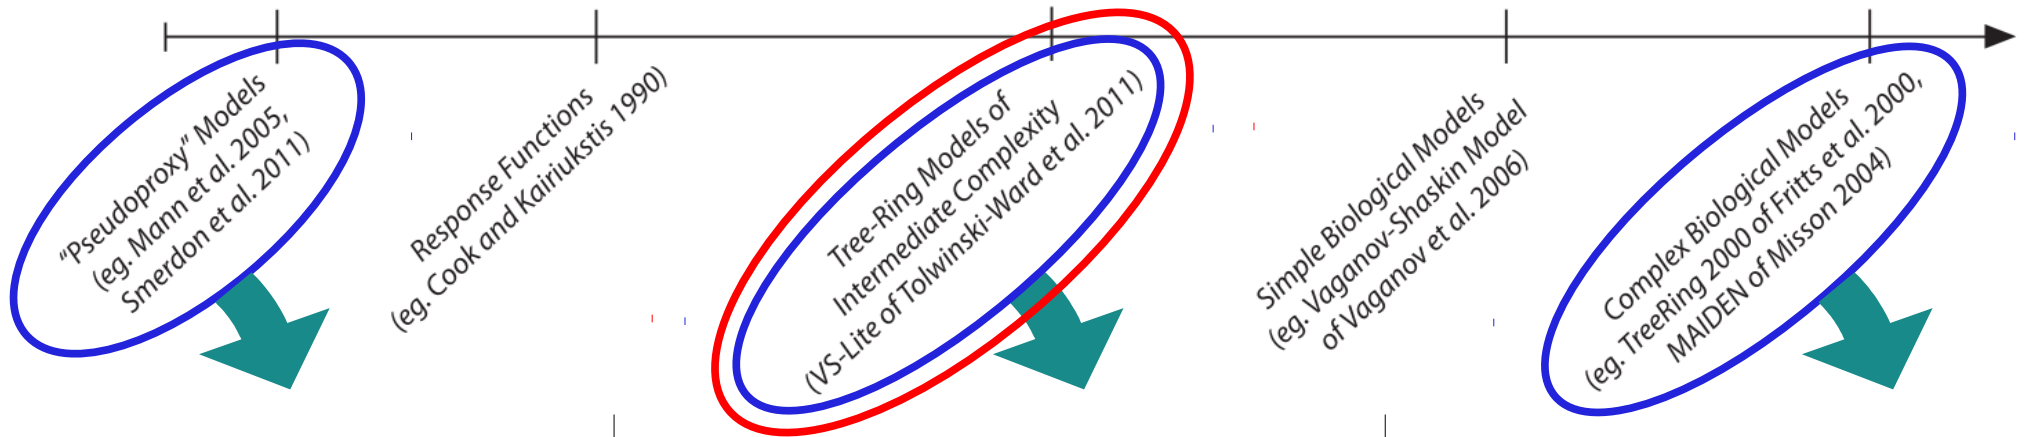 “Pseudoproxy” Models
(eg. Mann et al. 2005,
Smerdon et al. 2011)
Response Functions
(eg. Cook and Kairiukstis 1990)
Tree-Ring Models of
Intermediate Complexity
(VS-Lite of Tolwinski-Ward et al. 2011)
Simple Biological Models
(eg. Vaganov-Shaskin Model
of Vaganov et al. 2006)
Complex Biological Models
(eg. TreeRing 2000 of Fritts et al. 2000,
MAIDEN of Misson 2004)